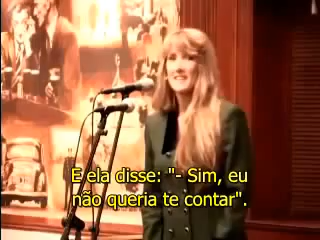 E ela disse: "- Sim, eu
não queria te contar".